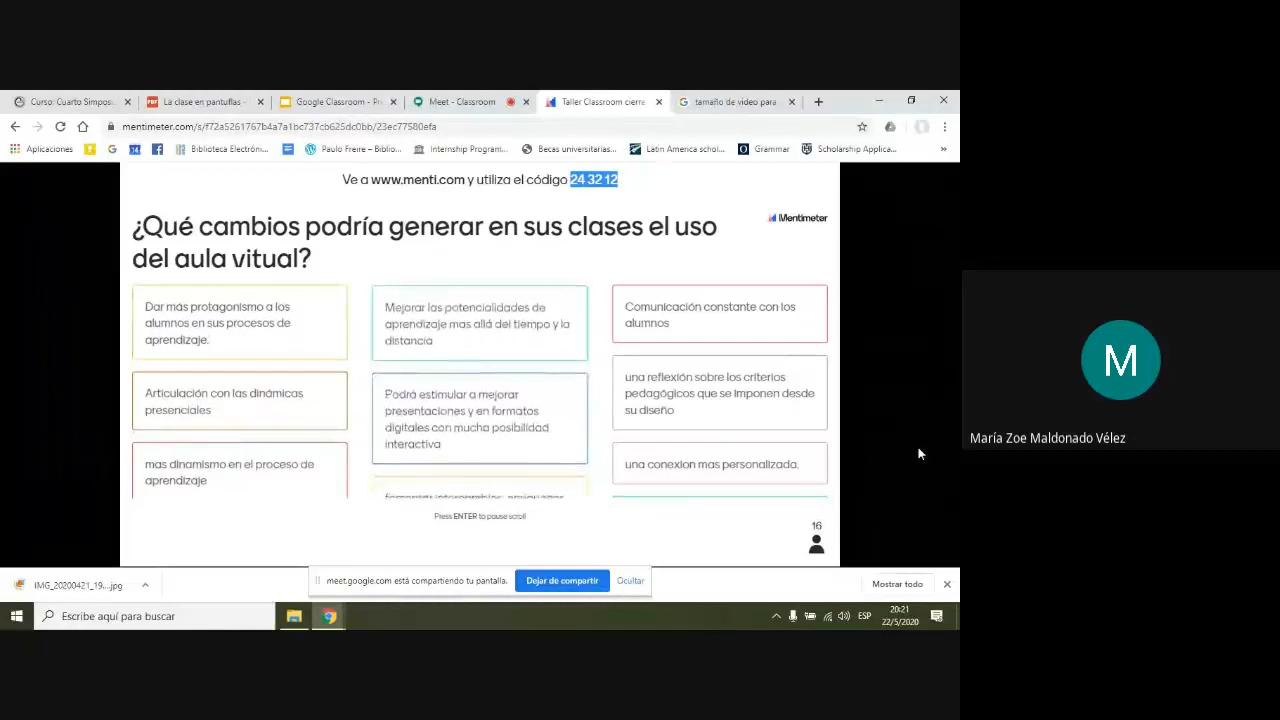 Curso: Cuarto Simpos
La clase en pantuflas -
Google Classroom - Pr
Meet - Classroom
Taller Classroom cierre
tamaño de video para
mentimeter.com/s/f72a5261767b4a7a1bc737cb625dc0bb/23ec77580efa
Aplicaciones
Biblioteca Electrón...
Paulo Freire – Biblio...
Internship Program...
Becas universitarias...
Latin America schol...
Grammar
Scholarship Applica...
»
Ve a www.menti.com y utiliza el código 24 32 12
¿Qué cambios podría generar en sus clases el uso
del aula vitual?
Mentimeter
Dar más protagonismo a los
alumnos en sus procesos de
aprendizaje.
Articulación con las dinámicas
presenciales
mas dinamismo en el proceso de
aprendizaje
Mejorar las potencialidades de
aprendizaje mas allá del tiempo y la
distancia
Podrá estimular a mejorar
presentaciones y en formatos
digitales con mucha posibilidad
interactiva
Comunicación constante con los
alumnos
una reflexión sobre los criterios
pedagógicos que se imponen desde
su diseño
una conexion mas personalizada.
Press ENTER to pause scroll
16
IMG_20200421_19....jpg
meet.google.com está compartiendo tu pantalla.
Dejar de compartir
Ocultar
Mostrar todo
Escribe aquí para buscar
ESP
20:21
22/5/2020
M
María Zoe Maldonado Vélez